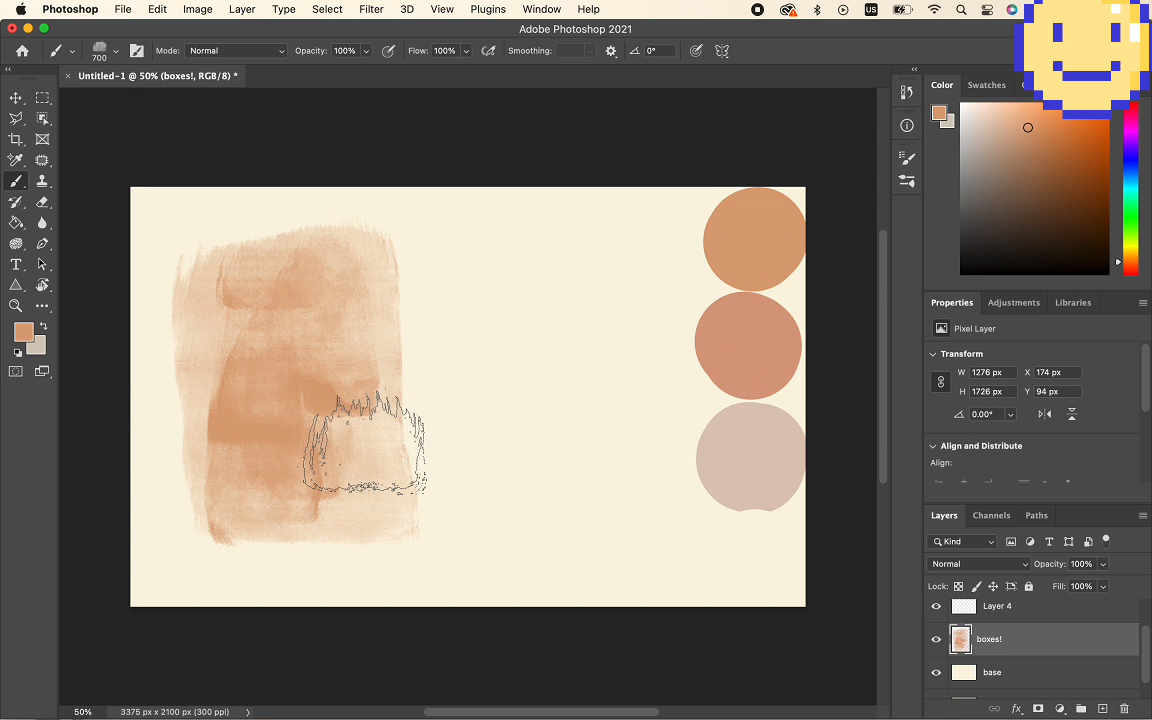 Photoshop File Edit Image Layer Type Select Filter 3D View Plugins Window Help US
Adobe Photoshop 2021
700 Mode: Normal Opacity: 100% Flow: 100% Smoothing: 0°
Untitled-1 @ 50% (boxes!, RGB/8) *
Color Swatches
Properties Adjustments Libraries
Pixel Layer
Transform
W 1276 px X 174 px
H 1726 px Y 94 px
0.00°
Align and Distribute
Align:
Layers Channels Paths
Kind
Normal Opacity: 100%
Lock: Fill: 100%
Layer 4
boxes!
base
50% 3375 px x 2100 px (300 ppi)